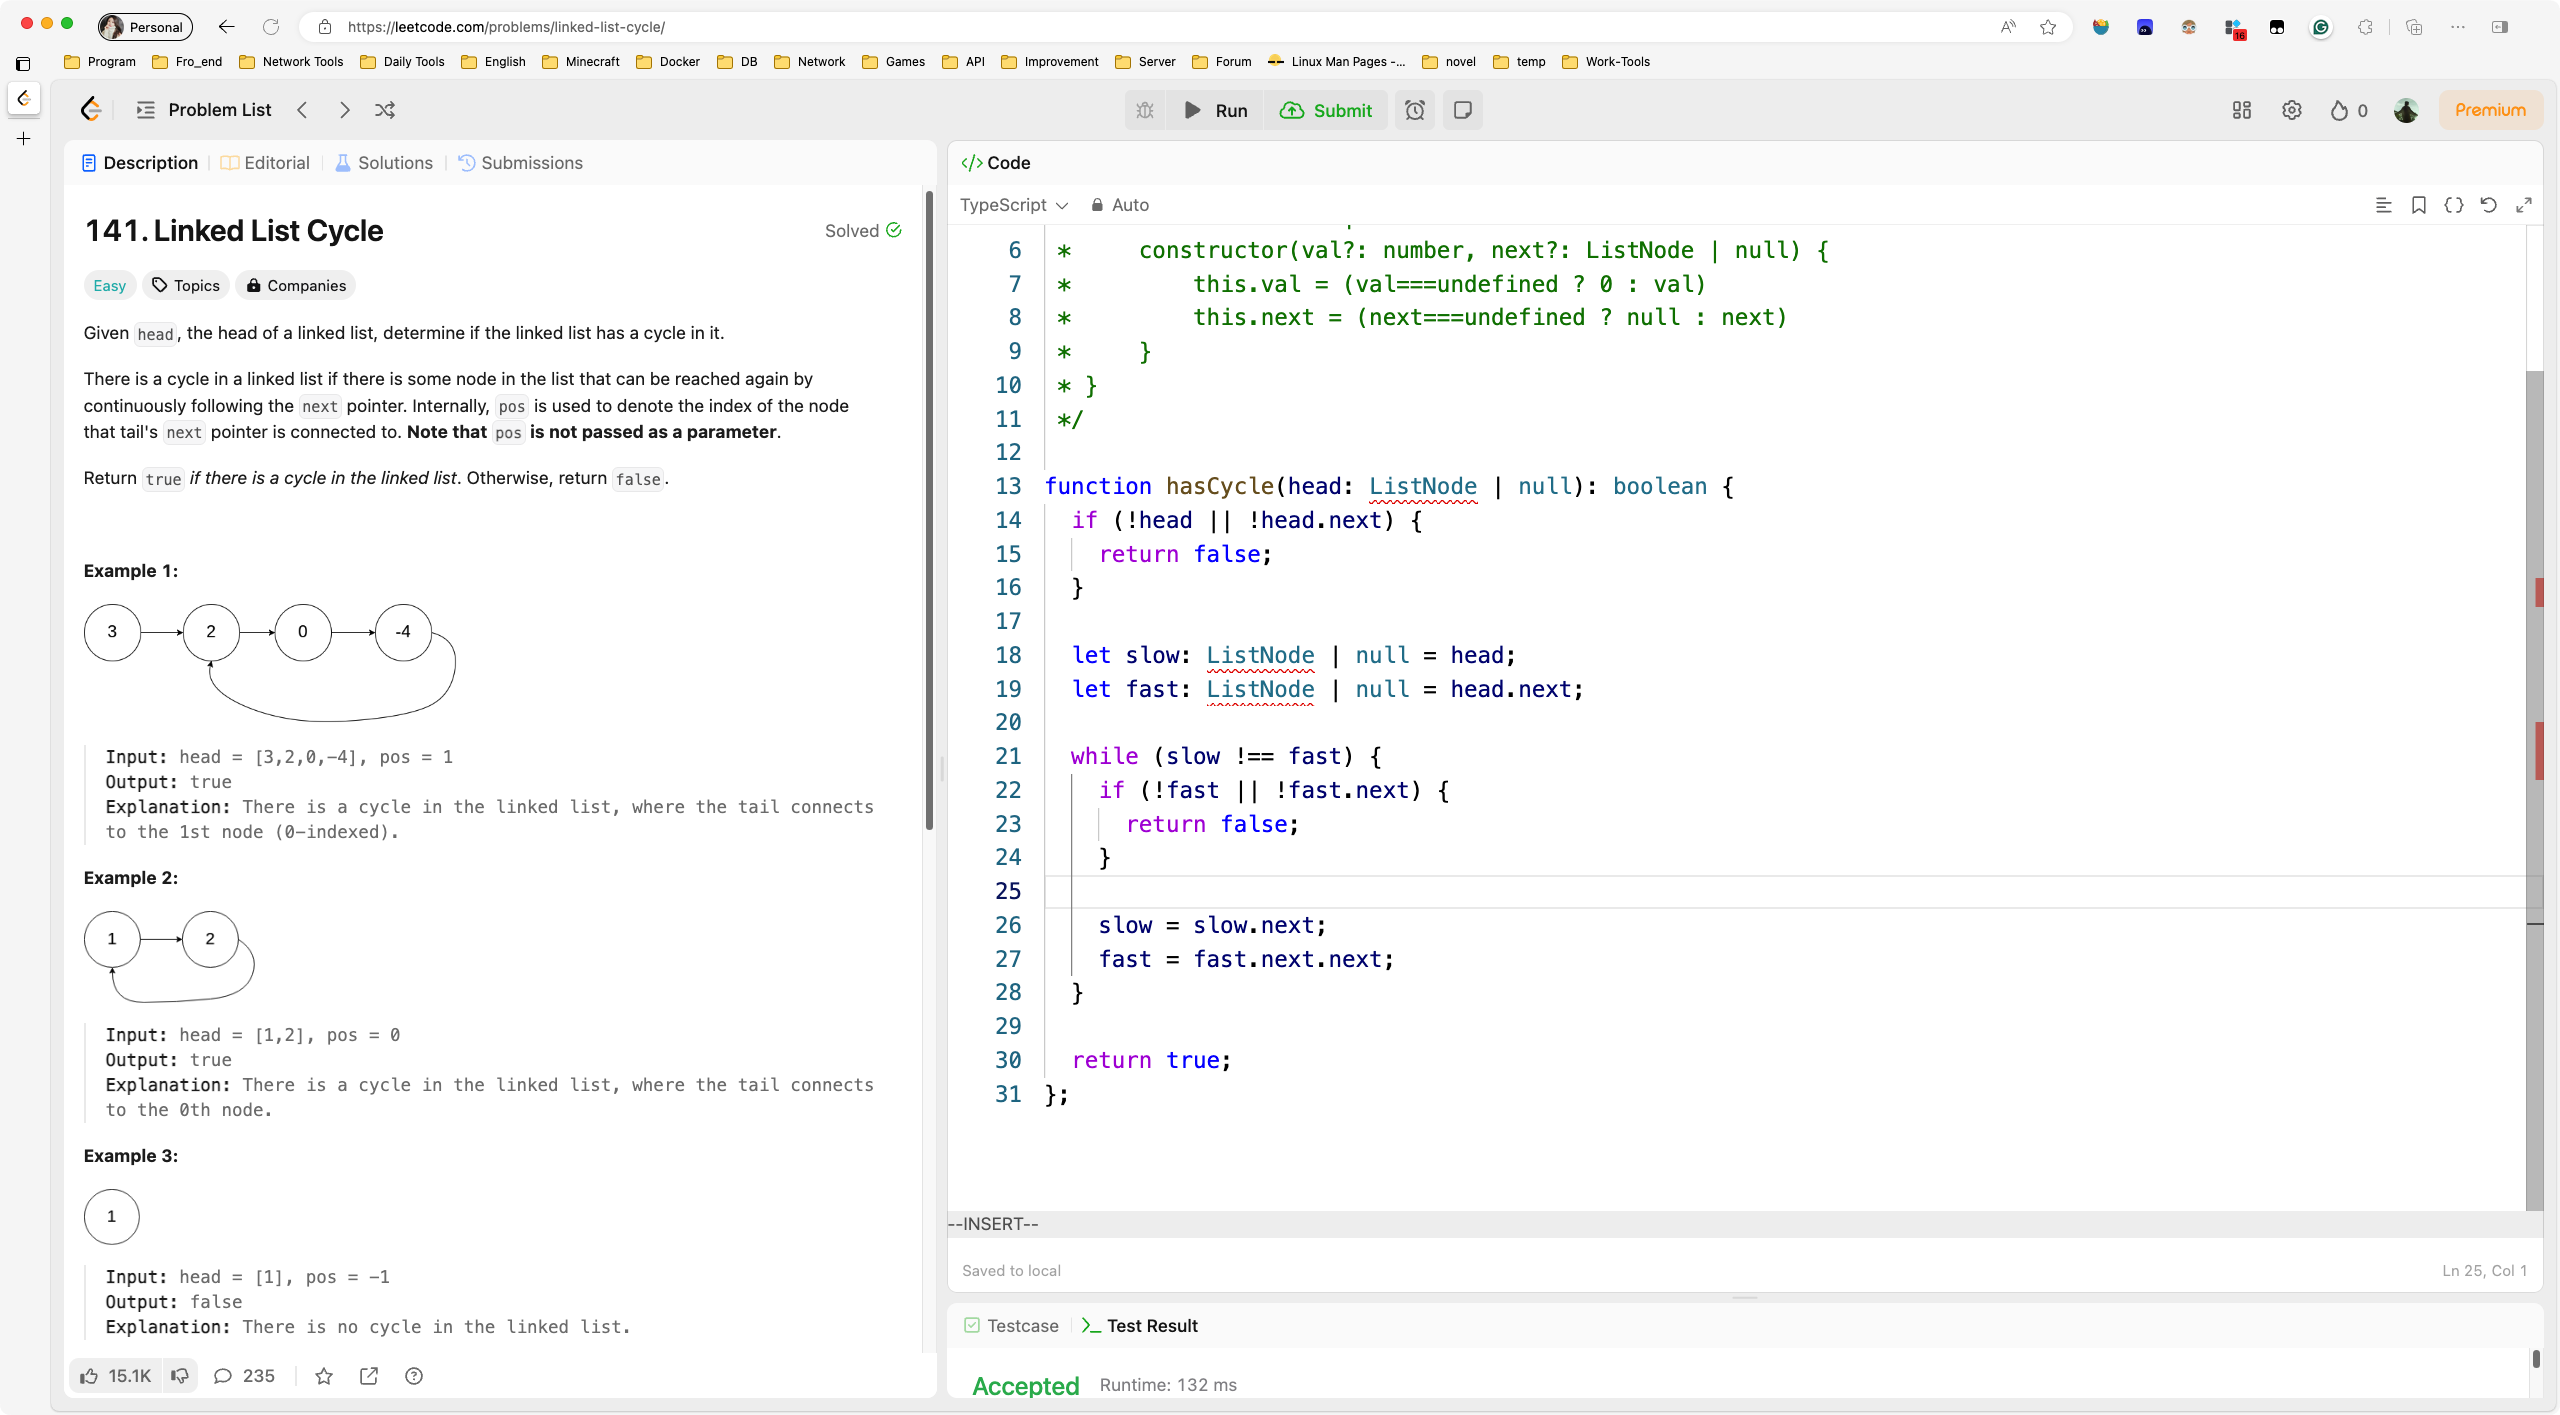 Personal
https://leetcode.com/problems/linked-list-cycle/
16
Program Fro_end Network Tools Daily Tools English Minecraft Docker DB Network Games API Improvement Server Forum Linux Man Pages -... novel temp Work-Tools
Problem List Run Submit 0 Premium
Description Editorial Solutions Submissions
141. Linked List Cycle
Solved
Easy Topics Companies
Given head, the head of a linked list, determine if the linked list has a cycle in it.
There is a cycle in a linked list if there is some node in the list that can be reached again by
continuously following the next pointer. Internally, pos is used to denote the index of the node
that tail's next pointer is connected to. Note that pos is not passed as a parameter.
Return true if there is a cycle in the linked list. Otherwise, return false.
Example 1:
3 2 0 -4
Input: head = [3,2,0,-4], pos = 1
Output: true
Explanation: There is a cycle in the linked list, where the tail connects
to the 1st node (0-indexed).
Example 2:
1 2
Input: head = [1,2], pos = 0
Output: true
Explanation: There is a cycle in the linked list, where the tail connects
to the 0th node.
Example 3:
1
Input: head = [1], pos = -1
Output: false
Explanation: There is no cycle in the linked list.
15.1K 235
</> Code
TypeScript Auto
6 *     constructor(val?: number, next?: ListNode | null) {
7 *         this.val = (val===undefined ? 0 : val)
8 *         this.next = (next===undefined ? null : next)
9 *     }
10 * }
11 */
12
13 function hasCycle(head: ListNode | null): boolean {
14   if (!head || !head.next) {
15     return false;
16   }
17
18   let slow: ListNode | null = head;
19   let fast: ListNode | null = head.next;
20
21   while (slow !== fast) {
22     if (!fast || !fast.next) {
23       return false;
24     }
25
26     slow = slow.next;
27     fast = fast.next.next;
28   }
29
30   return true;
31 };
--INSERT--
Saved to local
Ln 25, Col 1
Testcase Test Result
Accepted Runtime: 132 ms